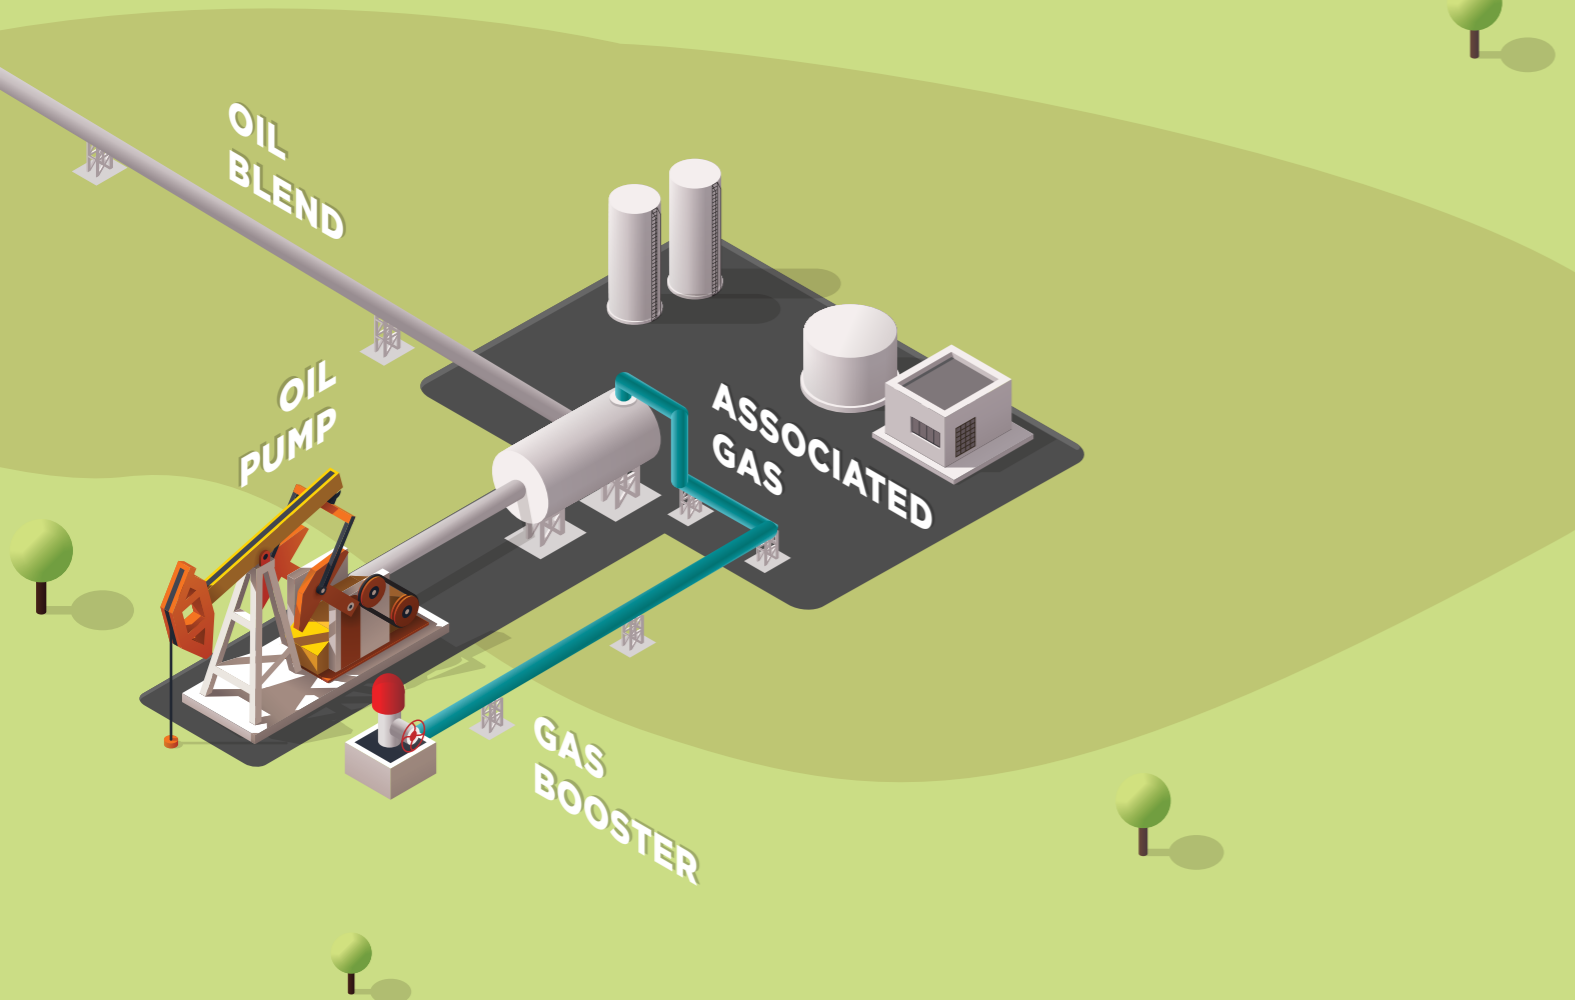 OIL
BLEND
OIL
PUMP
ASSOCIATED
GAS
GAS
BOOSTER